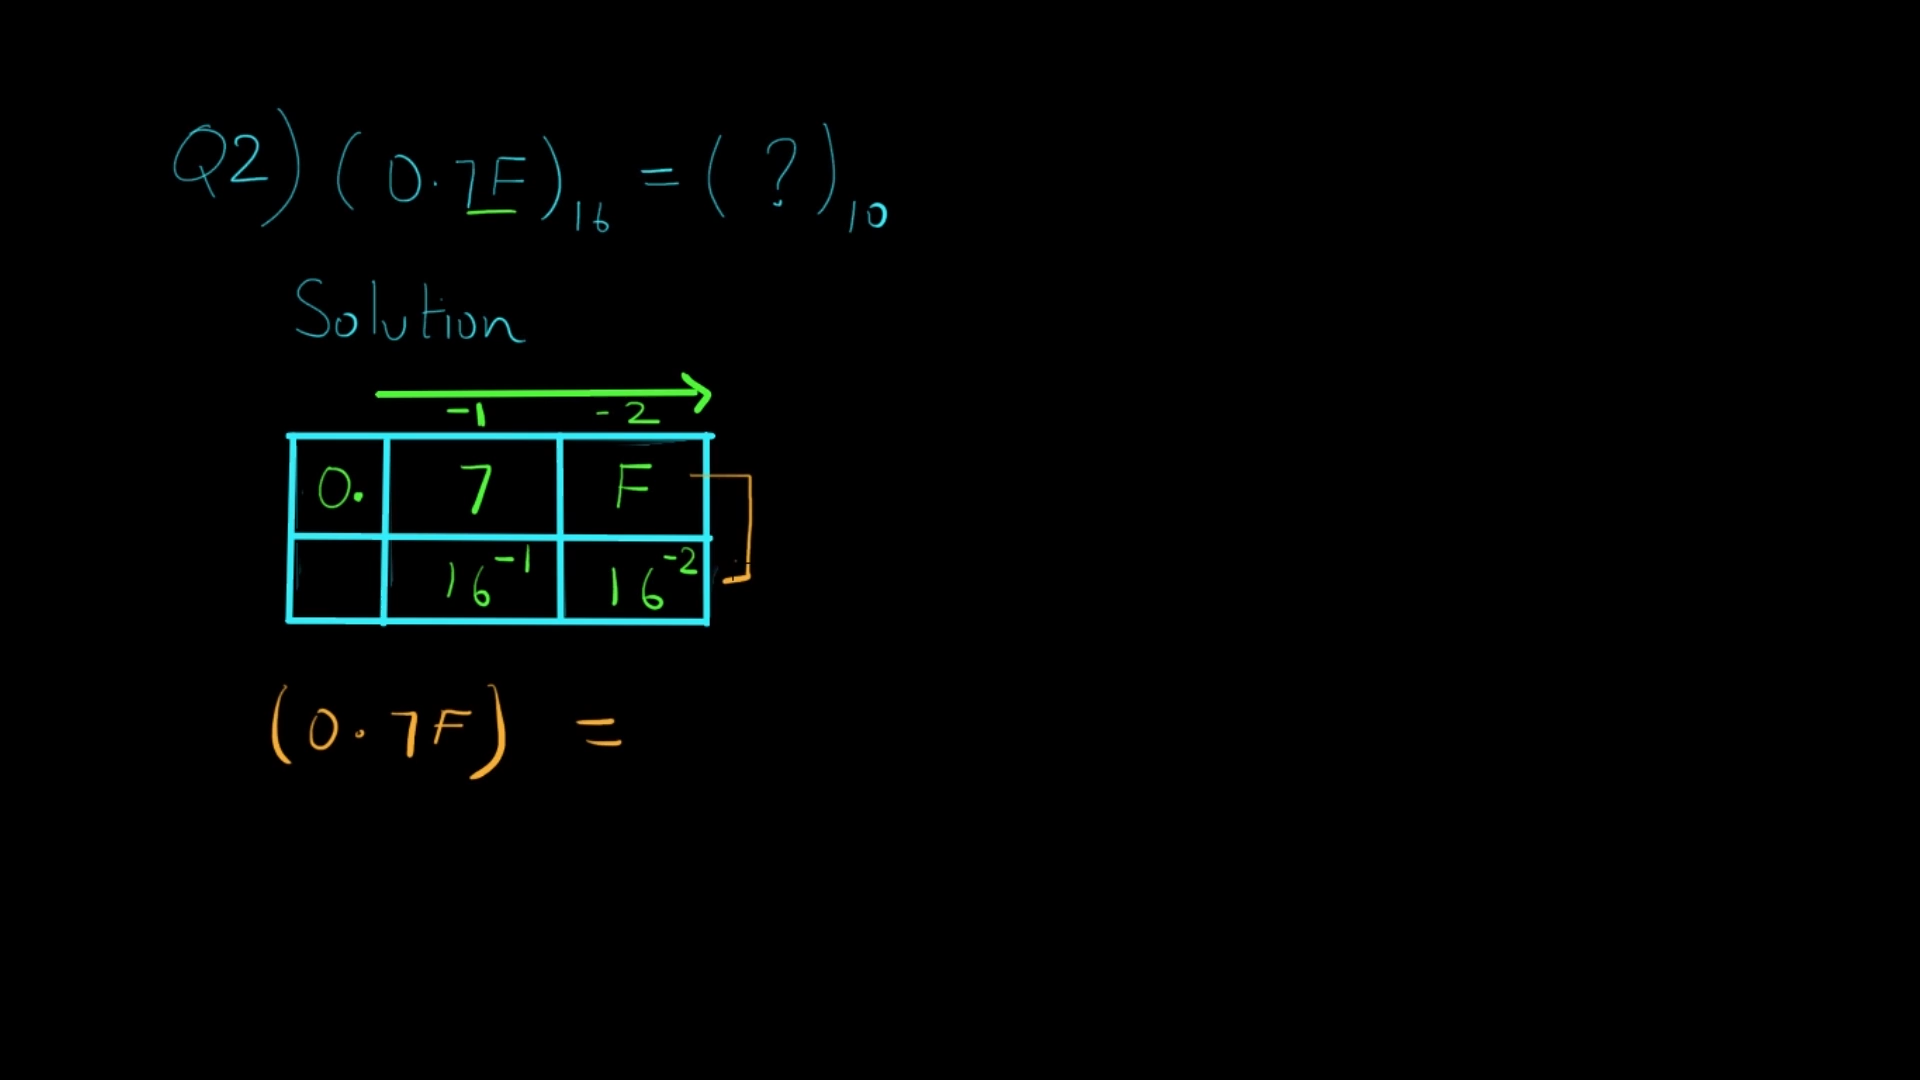 Q2) (0.7F)₁₆ = (?)₁₀
Solution
-1 -2
0. 7 F
16⁻¹ 16⁻²
(0.7F) =